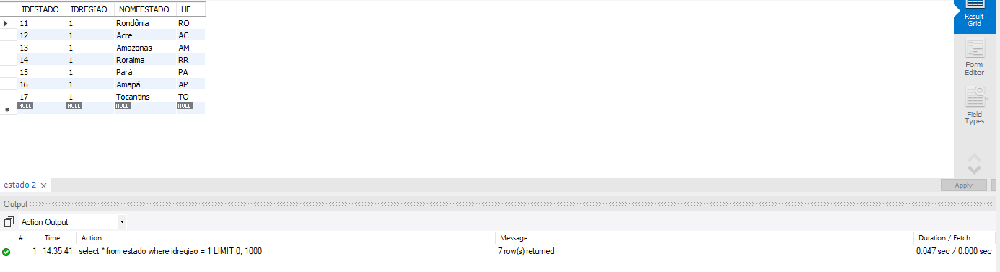 IDESTADO IDREGIAO NOMEESTADO UF
11 1 Rondônia RO
12 1 Acre AC
13 1 Amazonas AM
14 1 Roraima RR
15 1 Pará PA
16 1 Amapá AP
17 1 Tocantins TO
NULL NULL NULL NULL
Result
Grid
Form
Editor
Field
Types
estado 2
Apply
Output
Action Output
# Time Action Message Duration / Fetch
1 14:35:41 select * from estado where idregiao = 1 LIMIT 0, 1000 7 row(s) returned 0.047 sec / 0.000 sec